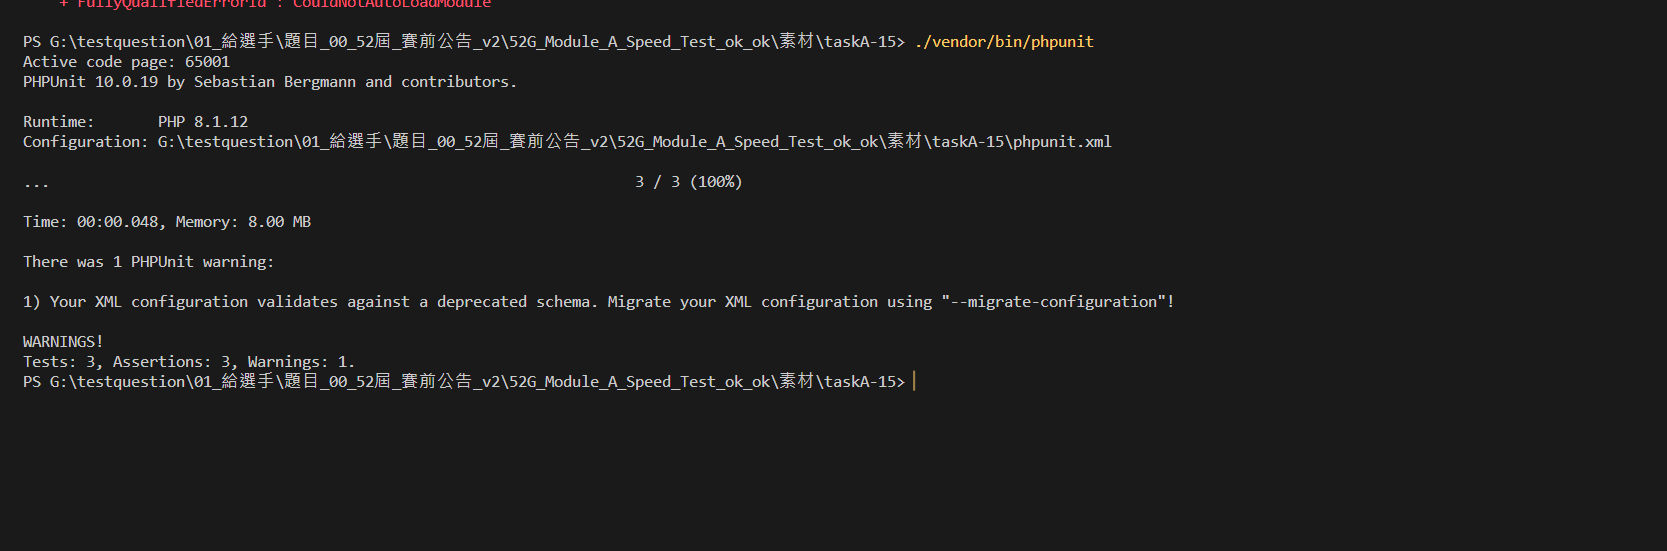 + FullyQualifiedErrorId : CouldNotAutoLoadModule
PS G:\testquestion\01_給選手\題目_00_52屆_賽前公告_v2\52G_Module_A_Speed_Test_ok_ok\素材\taskA-15> ./vendor/bin/phpunit
Active code page: 65001
PHPUnit 10.0.19 by Sebastian Bergmann and contributors.
Runtime:       PHP 8.1.12
Configuration: G:\testquestion\01_給選手\題目_00_52屆_賽前公告_v2\52G_Module_A_Speed_Test_ok_ok\素材\taskA-15\phpunit.xml
...                                                                 3 / 3 (100%)
Time: 00:00.048, Memory: 8.00 MB
There was 1 PHPUnit warning:
1) Your XML configuration validates against a deprecated schema. Migrate your XML configuration using "--migrate-configuration"!
WARNINGS!
Tests: 3, Assertions: 3, Warnings: 1.
PS G:\testquestion\01_給選手\題目_00_52屆_賽前公告_v2\52G_Module_A_Speed_Test_ok_ok\素材\taskA-15>